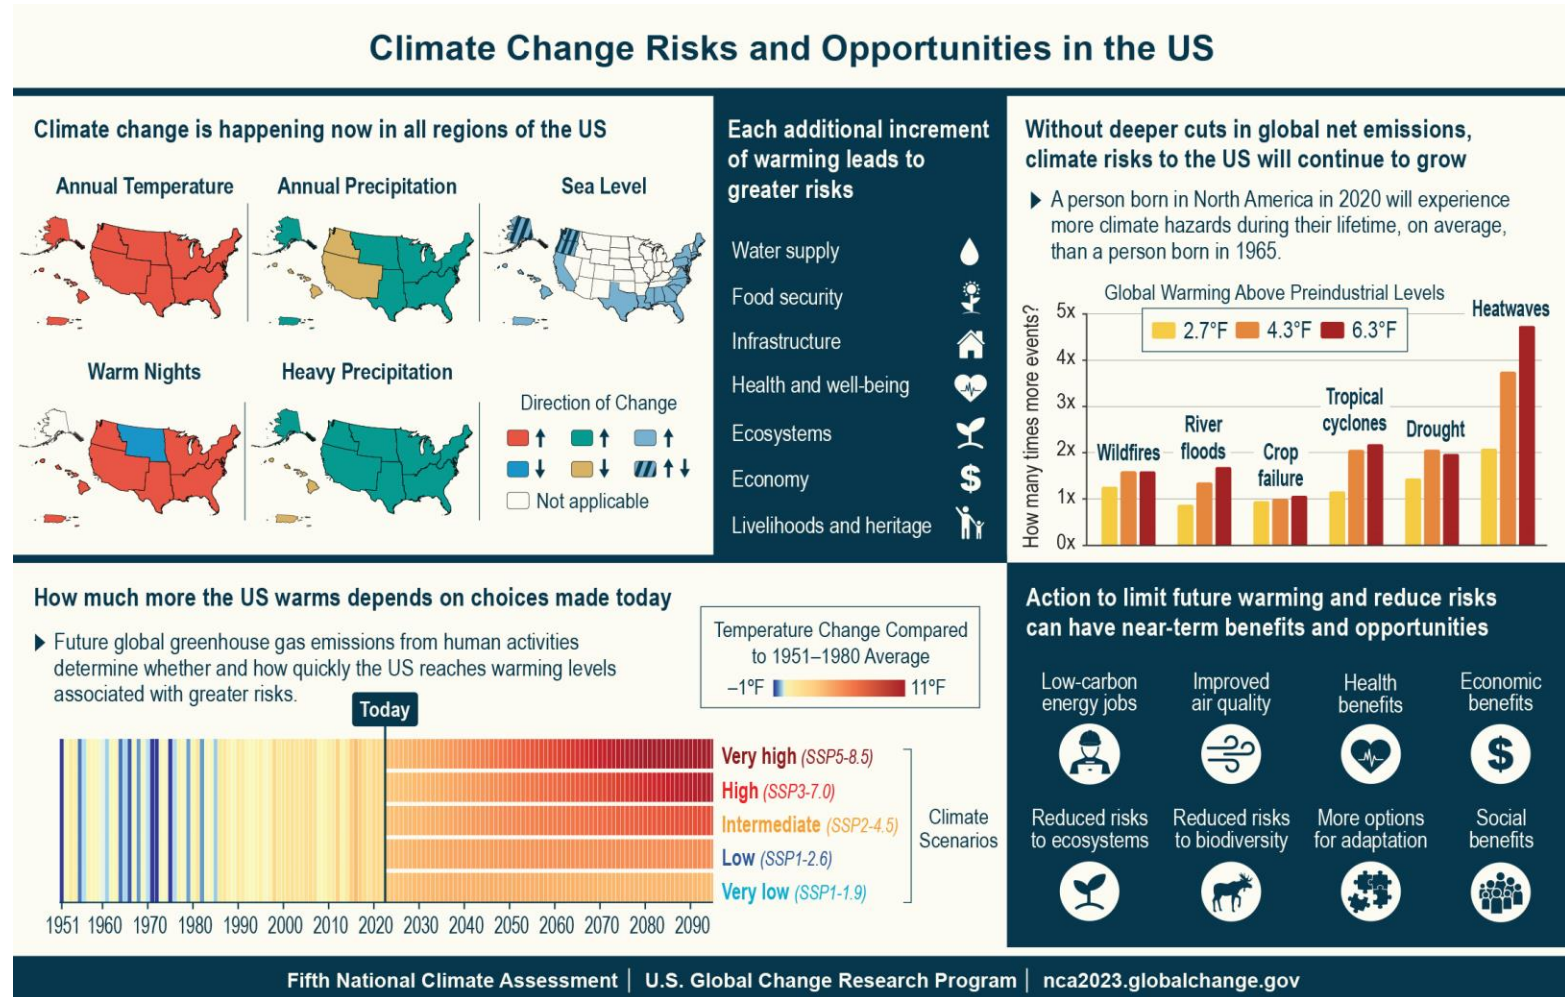 Climate Change Risks and Opportunities in the US
Climate change is happening now in all regions of the US
Annual Temperature
Annual Precipitation
Sea Level
Warm Nights
Heavy Precipitation
Direction of Change
Not applicable
Each additional increment
of warming leads to
greater risks
Water supply
Food security
Infrastructure
Health and well-being
Ecosystems
Economy
Livelihoods and heritage
Without deeper cuts in global net emissions,
climate risks to the US will continue to grow
A person born in North America in 2020 will experience
more climate hazards during their lifetime, on average,
than a person born in 1965.
Global Warming Above Preindustrial Levels
2.7°F 4.3°F 6.3°F
How many times more events?
5x
4x
3x
2x
1x
0x
Wildfires
River
floods
Crop
failure
Tropical
cyclones
Drought
Heatwaves
How much more the US warms depends on choices made today
Future global greenhouse gas emissions from human activities
determine whether and how quickly the US reaches warming levels
associated with greater risks.
Temperature Change Compared
to 1951–1980 Average
–1°F 11°F
Today
Very high (SSP5-8.5)
High (SSP3-7.0)
Intermediate (SSP2-4.5)
Low (SSP1-2.6)
Very low (SSP1-1.9)
Climate
Scenarios
1951 1960 1970 1980 1990 2000 2010 2020 2030 2040 2050 2060 2070 2080 2090
Action to limit future warming and reduce risks
can have near-term benefits and opportunities
Low-carbon
energy jobs
Improved
air quality
Health
benefits
Economic
benefits
Reduced risks
to ecosystems
Reduced risks
to biodiversity
More options
for adaptation
Social
benefits
Fifth National Climate Assessment | U.S. Global Change Research Program | nca2023.globalchange.gov